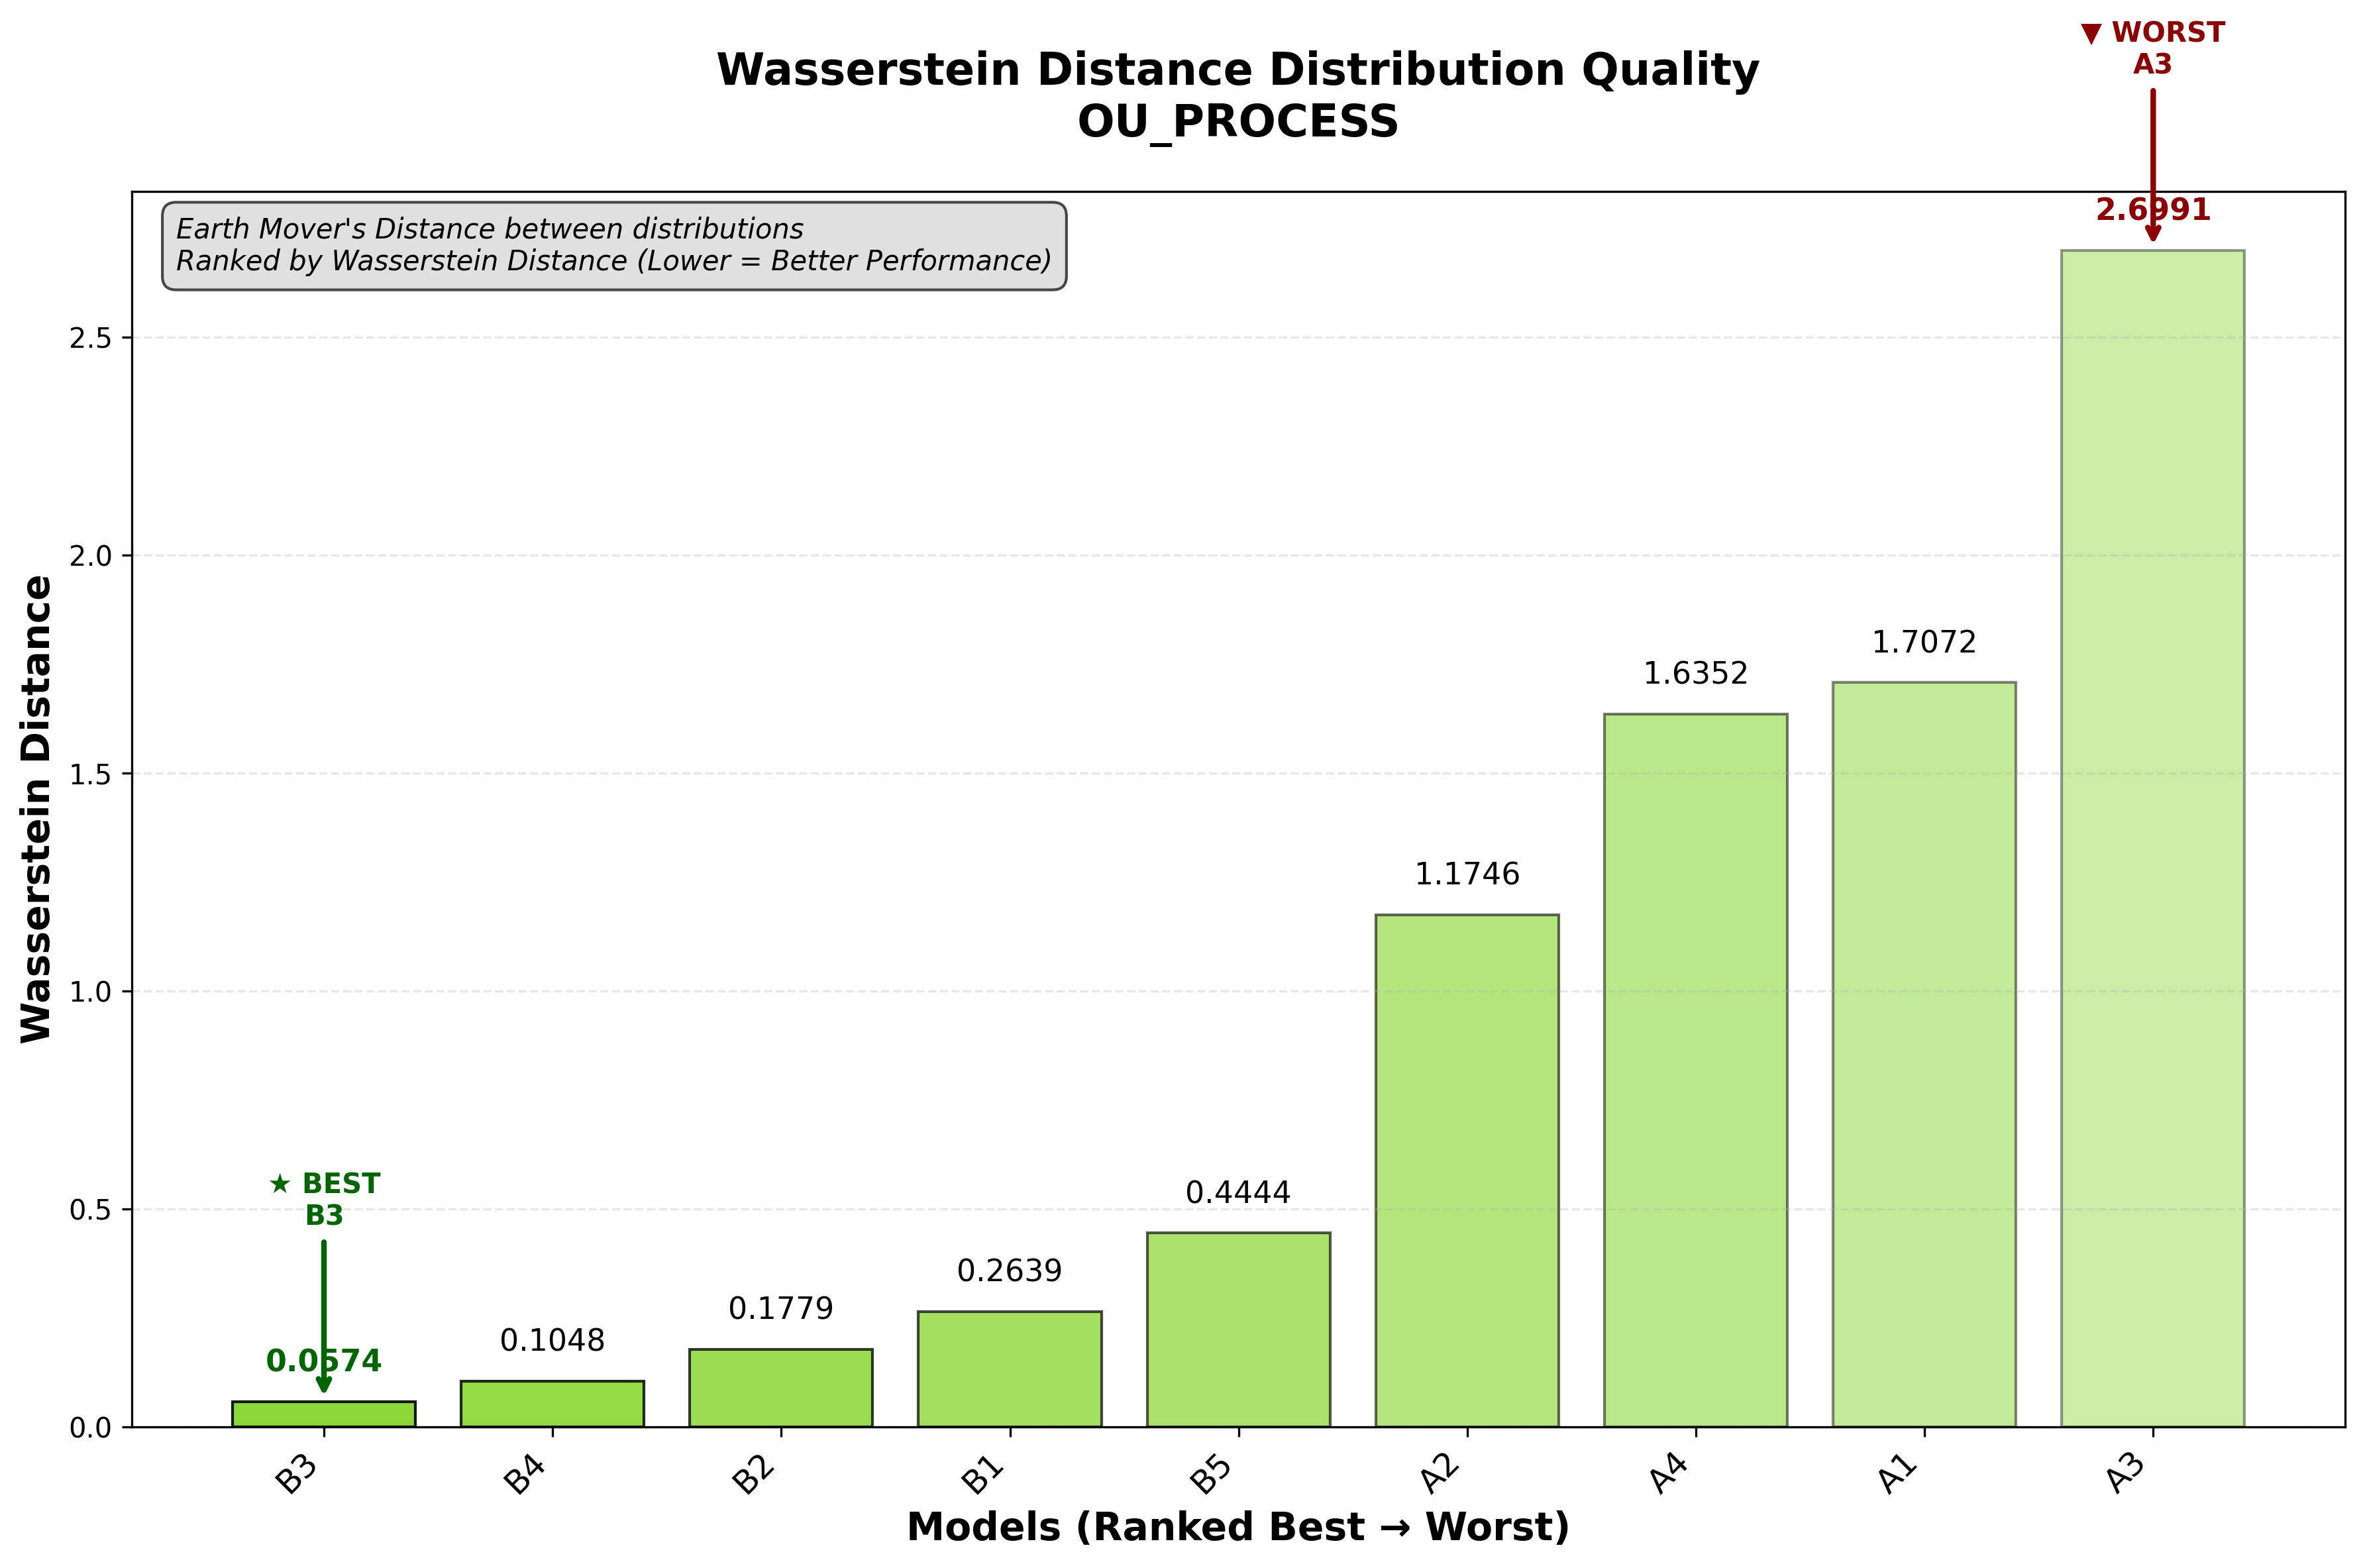 ▼ WORST
A3
Wasserstein Distance Distribution Quality
OU_PROCESS
Earth Mover's Distance between distributions
Ranked by Wasserstein Distance (Lower = Better Performance)
2.6991
2.5
2.0
1.5
1.0
0.5
0.0
Wasserstein Distance
★ BEST
B3
0.0574
0.1048
0.1779
0.2639
0.4444
1.1746
1.6352
1.7072
B3
B4
B2
B1
B5
A2
A4
A1
A3
Models (Ranked Best → Worst)